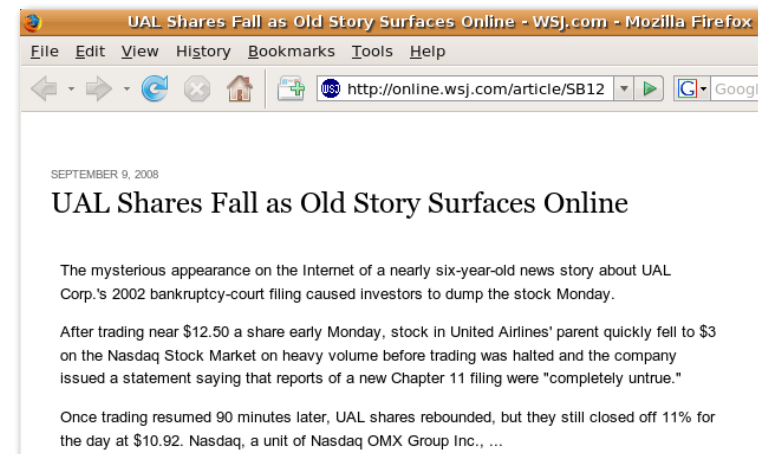 UAL Shares Fall as Old Story Surfaces Online - WSJ.com - Mozilla Firefox
File Edit View History Bookmarks Tools Help
WSJ http://online.wsj.com/article/SB12 G Googl
SEPTEMBER 9, 2008
UAL Shares Fall as Old Story Surfaces Online
The mysterious appearance on the Internet of a nearly six-year-old news story about UAL
Corp.'s 2002 bankruptcy-court filing caused investors to dump the stock Monday.
After trading near $12.50 a share early Monday, stock in United Airlines' parent quickly fell to $3
on the Nasdaq Stock Market on heavy volume before trading was halted and the company
issued a statement saying that reports of a new Chapter 11 filing were "completely untrue."
Once trading resumed 90 minutes later, UAL shares rebounded, but they still closed off 11% for
the day at $10.92. Nasdaq, a unit of Nasdaq OMX Group Inc., ...